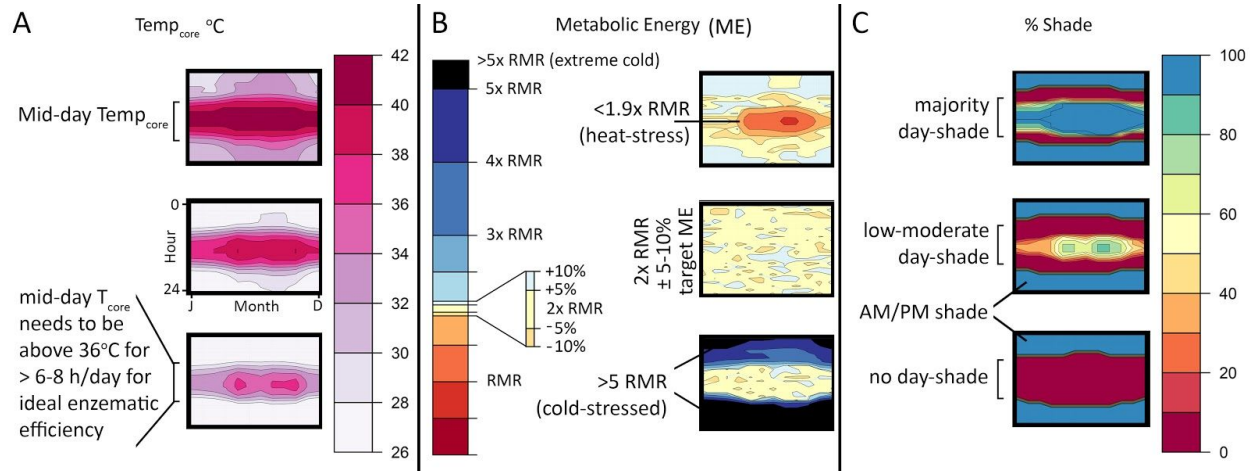 A
Temp core °C
Mid-day Temp core
0
Hour
24
J Month D
mid-day T core
needs to be
above 36°C for
> 6-8 h/day for
ideal enzematic
efficiency
42
40
38
36
34
32
30
28
26
B
Metabolic Energy (ME)
>5x RMR (extreme cold)
5x RMR
4x RMR
3x RMR
+10%
+5%
2x RMR
-5%
-10%
RMR
<1.9x RMR
(heat-stress)
2x RMR
± 5-10%
target ME
>5 RMR
(cold-stressed)
C
% Shade
majority
day-shade
low-moderate
day-shade
AM/PM shade
no day-shade
100
80
60
40
20
0